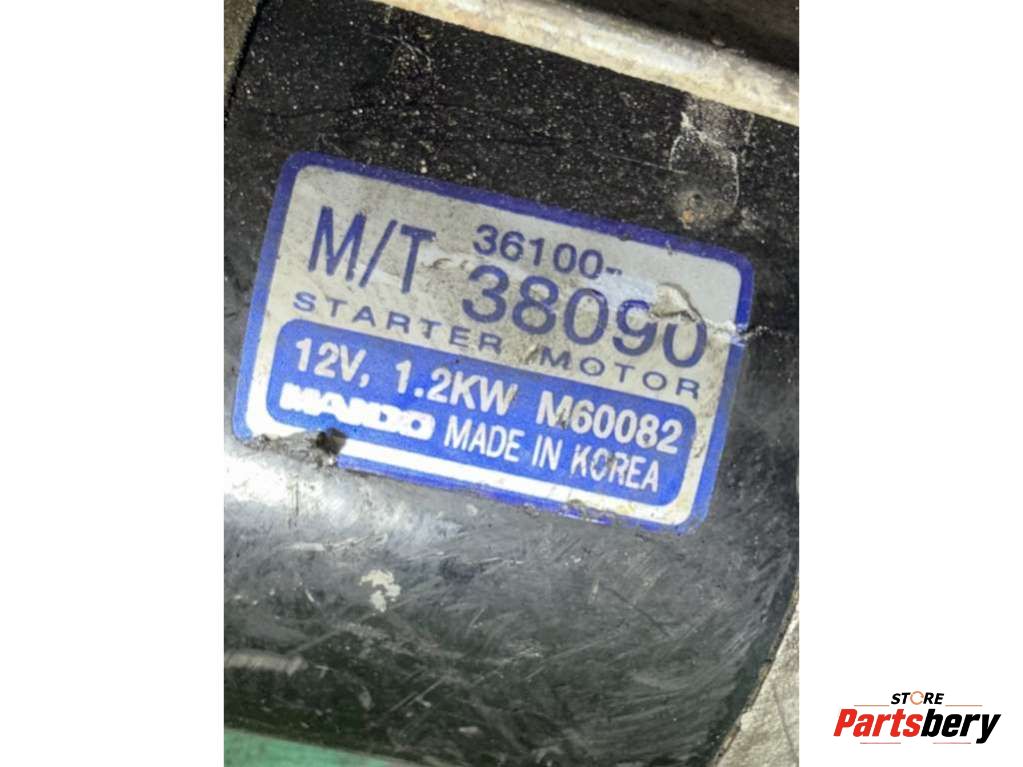 36100-
M/T 38090
STARTER MOTOR
12V, 1.2KW M60082
MANDO MADE IN KOREA
STORE
Partsbery